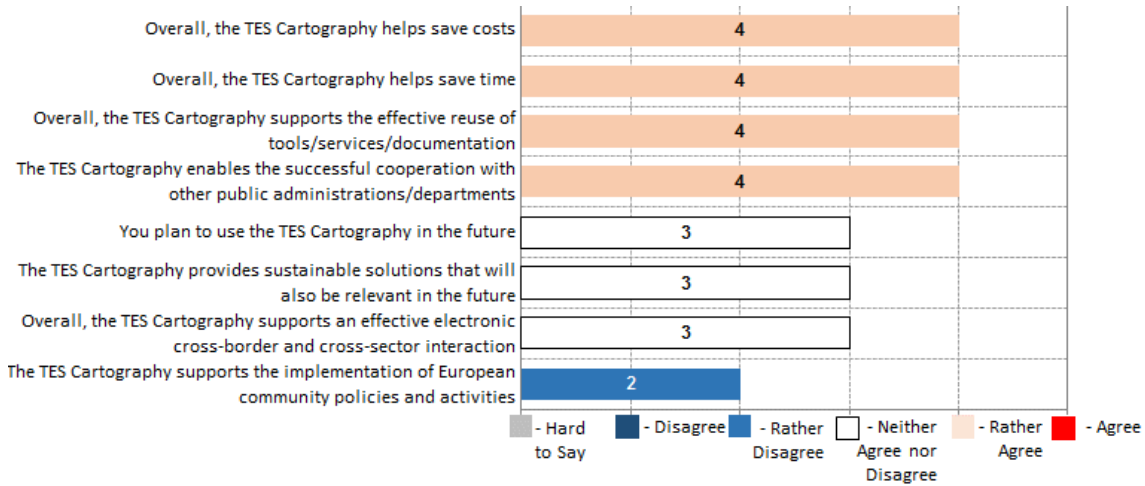 Overall, the TES Cartography helps save costs
4
Overall, the TES Cartography helps save time
4
Overall, the TES Cartography supports the effective reuse of
tools/services/documentation
4
The TES Cartography enables the successful cooperation with
other public administrations/departments
4
You plan to use the TES Cartography in the future
3
The TES Cartography provides sustainable solutions that will
also be relevant in the future
3
Overall, the TES Cartography supports an effective electronic
cross-border and cross-sector interaction
3
The TES Cartography supports the implementation of European
community policies and activities
2
- Hard
to Say
- Disagree
- Rather
Disagree
- Neither
Agree nor
Disagree
- Rather
Agree
- Agree